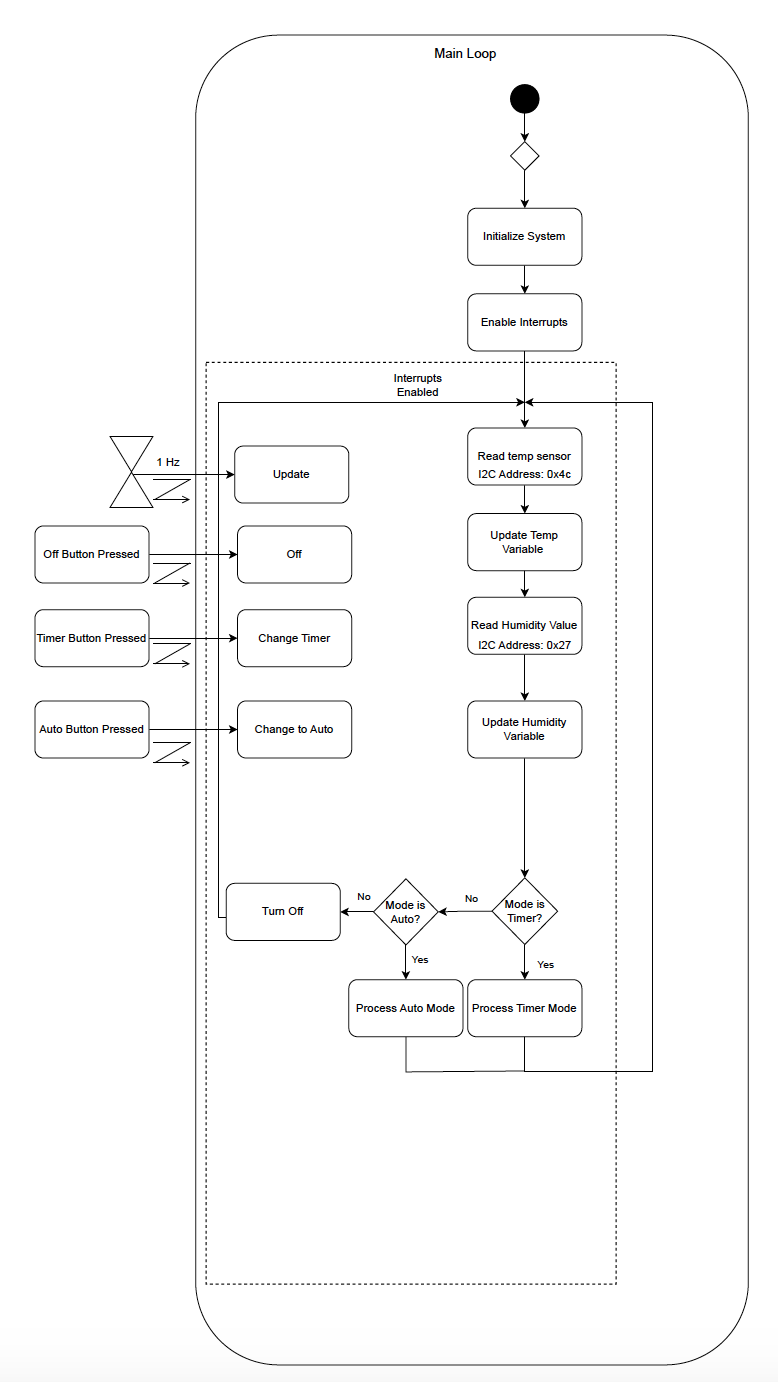 Main Loop
Initialize System
Enable Interrupts
Interrupts
Enabled
Read temp sensor
I2C Address: 0x4c
1 Hz
Update
Update Temp
Variable
Off Button Pressed
Off
Read Humidity Value
I2C Address: 0x27
Timer Button Pressed
Change Timer
Update Humidity
Variable
Auto Button Pressed
Change to Auto
Mode is
Timer?
No
Mode is
Auto?
No
Turn Off
Yes
Yes
Process Auto Mode
Process Timer Mode